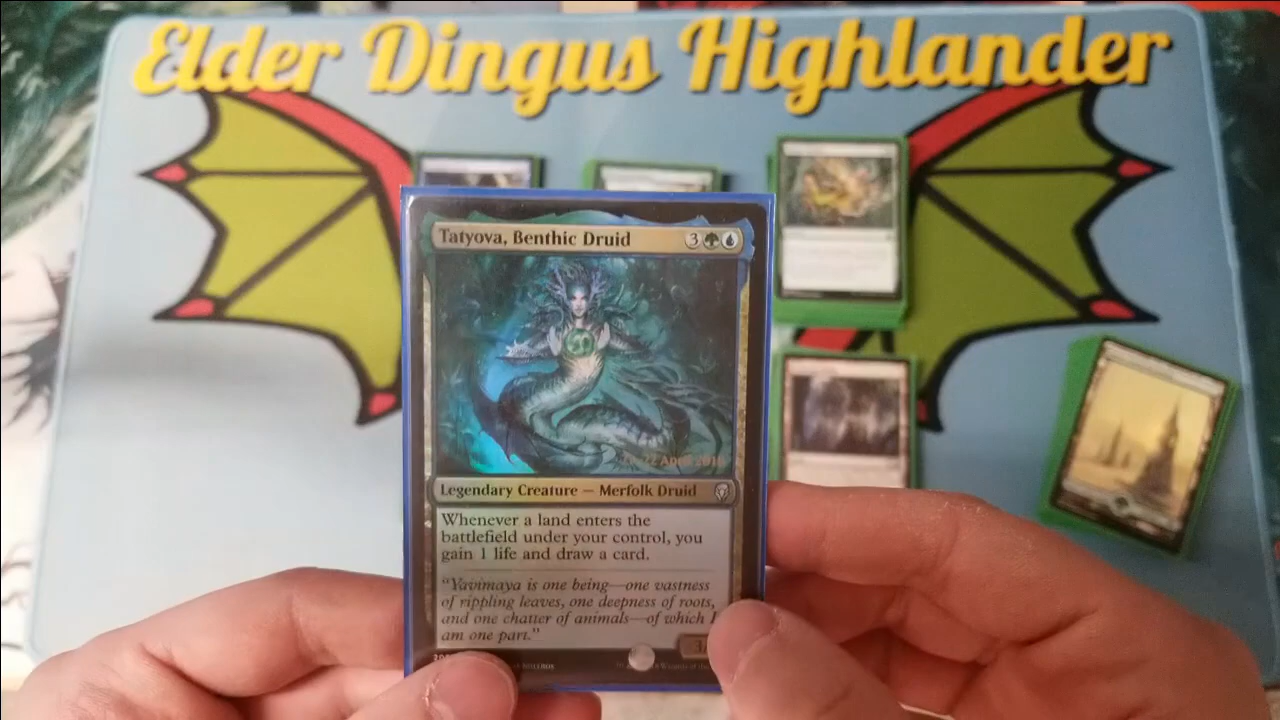 Elder Dingus Highlander
Tatyova, Benthic Druid 3
Legendary Creature — Merfolk Druid
Whenever a land enters the
battlefield under your control, you
gain 1 life and draw a card.
"Yavimaya is one being—one vastness
of rippling leaves, one deepness of roots,
and one chatter of animals—of which I
am one part."